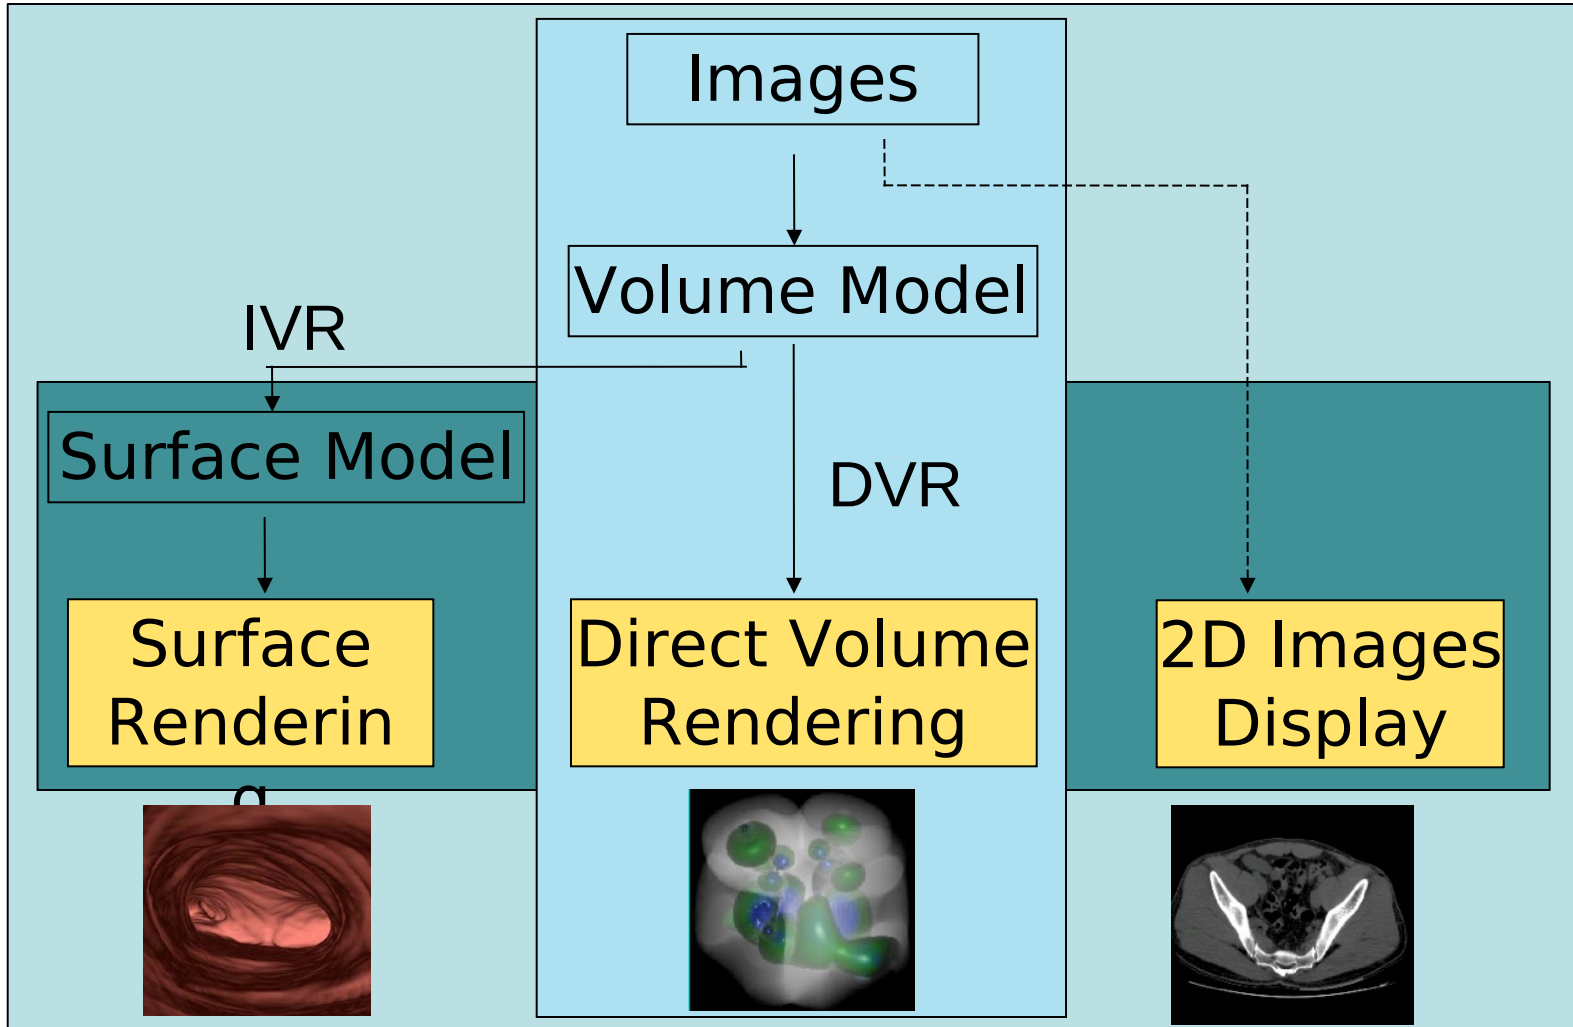 Images
Volume Model
IVR
Surface Model
DVR
Surface
Renderin
g
Direct Volume
Rendering
2D Images
Display